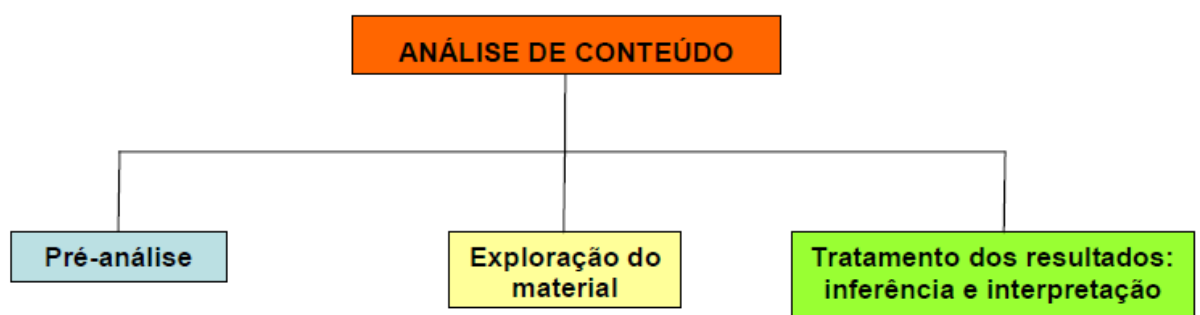 ANÁLISE DE CONTEÚDO
Pré-análise
Exploração do
material
Tratamento dos resultados:
inferência e interpretação